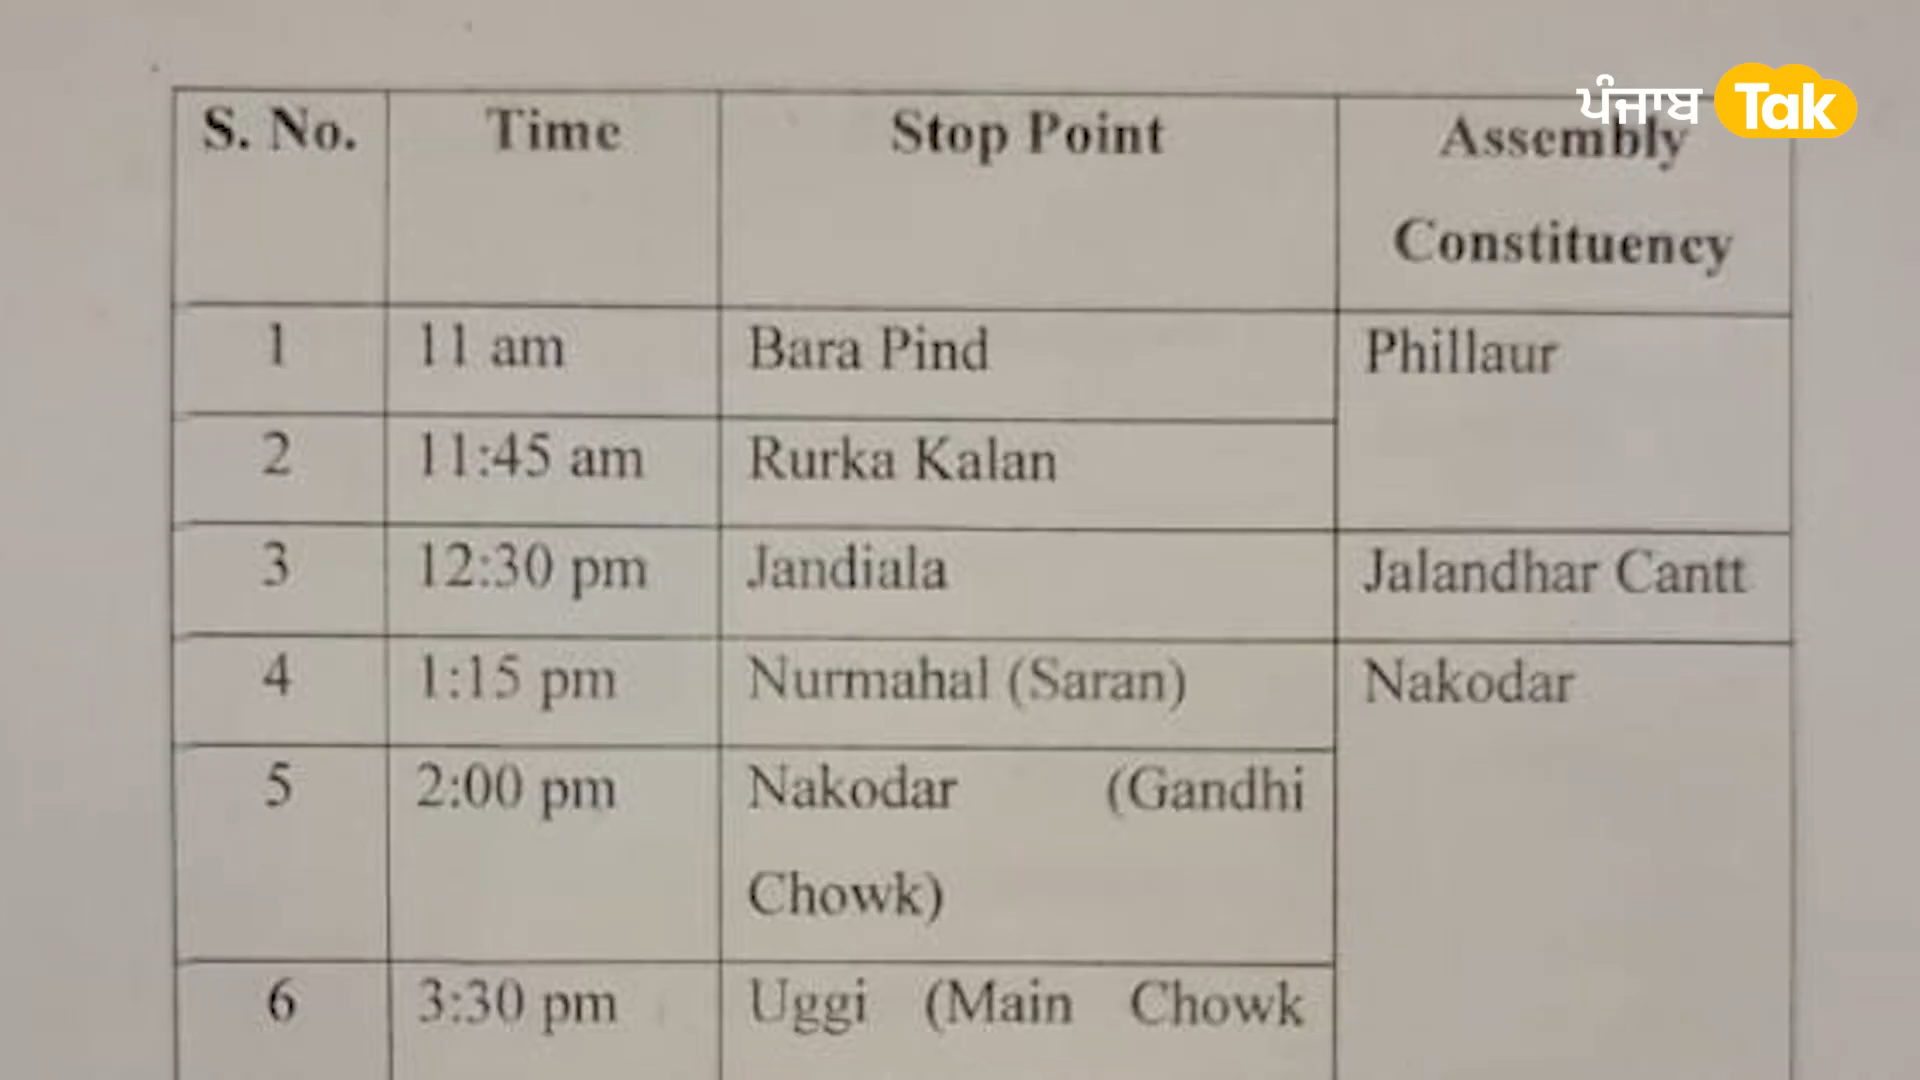 ਪੰਜਾਬ Tak
S. No. Time Stop Point Assembly
Constituency
1 11 am Bara Pind Phillaur
2 11:45 am Rurka Kalan
3 12:30 pm Jandiala Jalandhar Cantt
4 1:15 pm Nurmahal (Saran) Nakodar
5 2:00 pm Nakodar (Gandhi
Chowk)
6 3:30 pm Uggi (Main Chowk